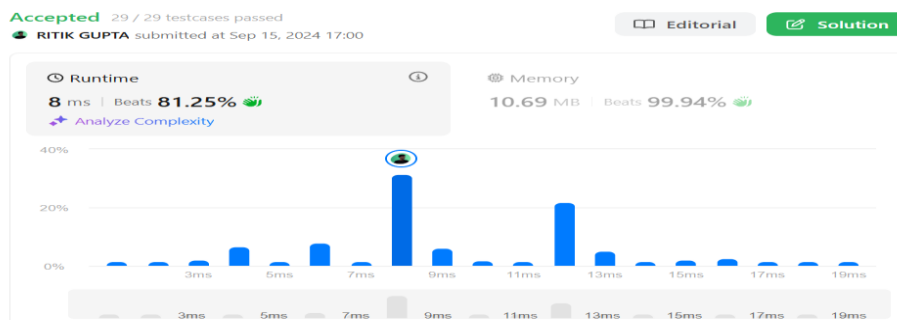 Accepted 29 / 29 testcases passed
RITIK GUPTA submitted at Sep 15, 2024 17:00
Editorial
Solution
Runtime
8 ms | Beats 81.25%
Analyze Complexity
Memory
10.69 MB | Beats 99.94%
40%
20%
0%
3ms 5ms 7ms 9ms 11ms 13ms 15ms 17ms 19ms
3ms 5ms 7ms 9ms 11ms 13ms 15ms 17ms 19ms